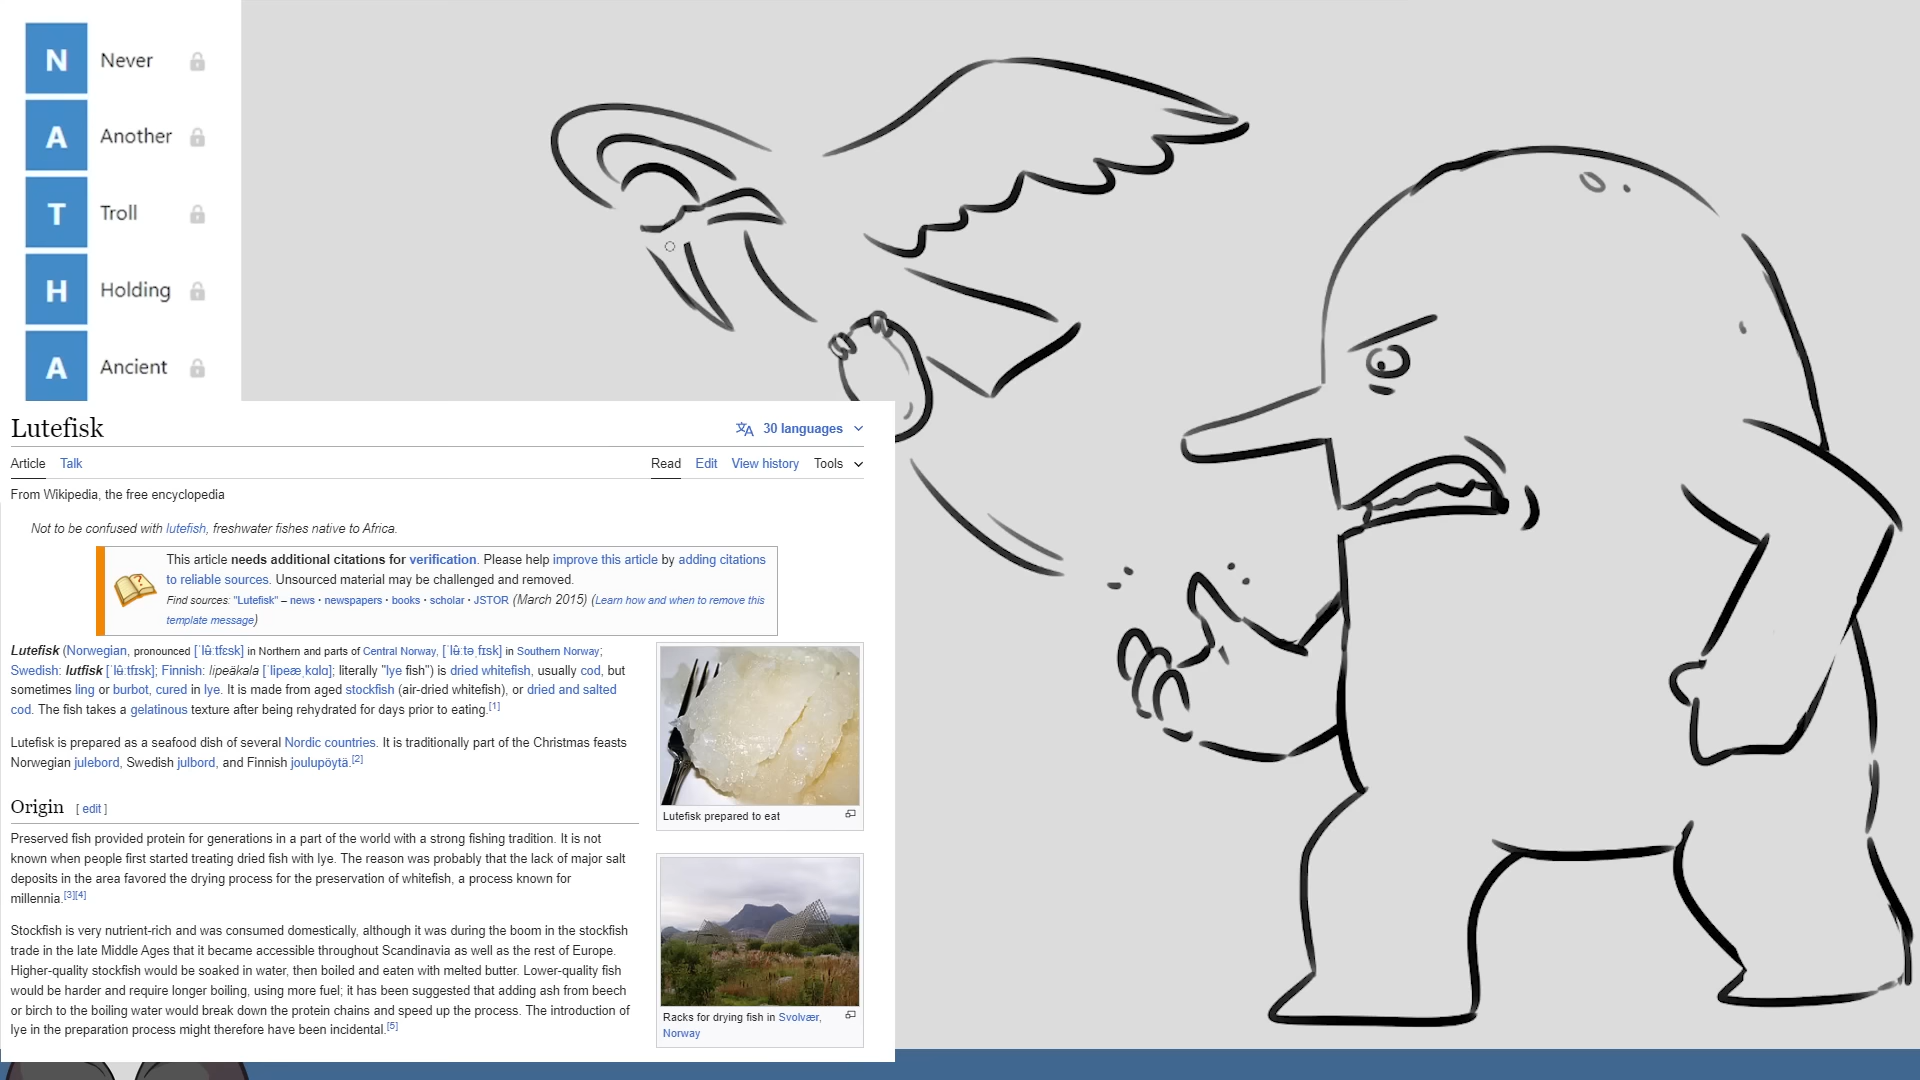 N Never
A Another
T Troll
H Holding
A Ancient
Lutefisk
30 languages
Article Talk Read Edit View history Tools
From Wikipedia, the free encyclopedia
Not to be confused with lutefish, freshwater fishes native to Africa.
This article needs additional citations for verification. Please help improve this article by adding citations
to reliable sources. Unsourced material may be challenged and removed.
Find sources: "Lutefisk" – news · newspapers · books · scholar · JSTOR (March 2015) (Learn how and when to remove this
template message)
Lutefisk (Norwegian, pronounced [ˈlʉ̂ːtfɛsk] in Northern and parts of Central Norway, [ˈlʉ̂ːtəˌfɪsk] in Southern Norway;
Swedish: lutfisk [ˈlʉ̂ːtfɪsk]; Finnish: lipeäkala [ˈlipeæˌkɑlɑ]; literally "lye fish") is dried whitefish, usually cod, but
sometimes ling or burbot, cured in lye. It is made from aged stockfish (air-dried whitefish), or dried and salted
cod. The fish takes a gelatinous texture after being rehydrated for days prior to eating.[1]
Lutefisk is prepared as a seafood dish of several Nordic countries. It is traditionally part of the Christmas feasts
Norwegian julebord, Swedish julbord, and Finnish joulupöytä.[2]
Lutefisk prepared to eat
Origin [ edit ]
Preserved fish provided protein for generations in a part of the world with a strong fishing tradition. It is not
known when people first started treating dried fish with lye. The reason was probably that the lack of major salt
deposits in the area favored the drying process for the preservation of whitefish, a process known for
millennia.[3][4]
Stockfish is very nutrient-rich and was consumed domestically, although it was during the boom in the stockfish
trade in the late Middle Ages that it became accessible throughout Scandinavia as well as the rest of Europe.
Higher-quality stockfish would be soaked in water, then boiled and eaten with melted butter. Lower-quality fish
would be harder and require longer boiling, using more fuel; it has been suggested that adding ash from beech
or birch to the boiling water would break down the protein chains and speed up the process. The introduction of
lye in the preparation process might therefore have been incidental.[5]
Racks for drying fish in Svolvær,
Norway